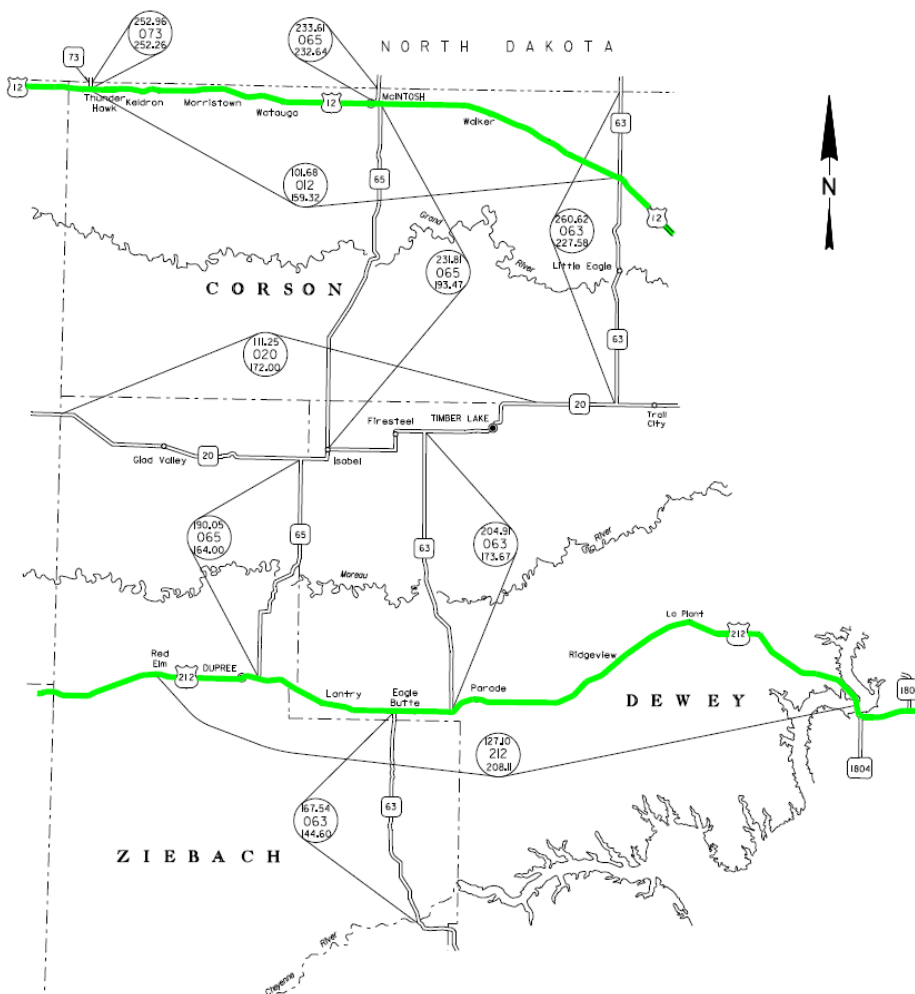 252.96
073
252.26
233.61
065
232.64
NORTH DAKOTA
73
12
Thunder
Hawk
Keldron
Morristown
Watauga
12
McINTOSH
Walker
63
101.68
012
159.32
65
260.62
063
227.58
12
N
Grand
River
Little Eagle
231.81
065
193.47
CORSON
63
111.25
020
172.00
20
Trail
City
Firesteel
TIMBER LAKE
Glad Valley
20
Isabel
190.05
065
164.00
65
63
204.91
063
173.67
River
Moreau
La Plant
212
Red
Elm
212
DUPREE
Ridgeview
Lantry
Eagle
Butte
Parade
DEWEY
180
127.10
212
208.11
1804
167.54
063
144.60
63
ZIEBACH
River
Cheyenne